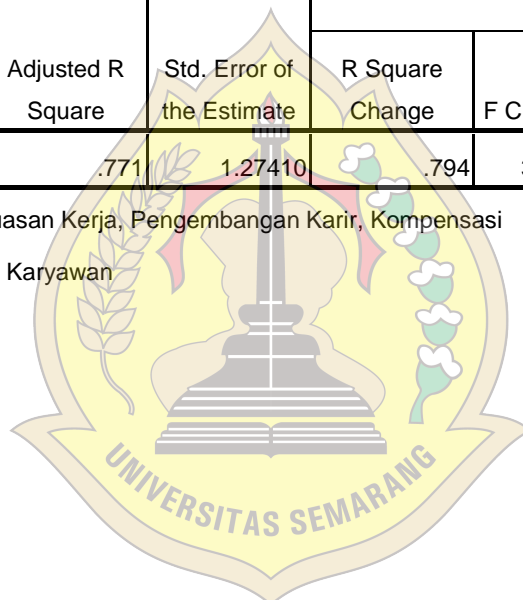 Adjusted R Std. Error of R Square
Square the Estimate Change F C
.771 1.27410 .794
Kerja, Pengembangan Karir, Kompensasi
Karyawan
UNIVERSITAS SEMARANG